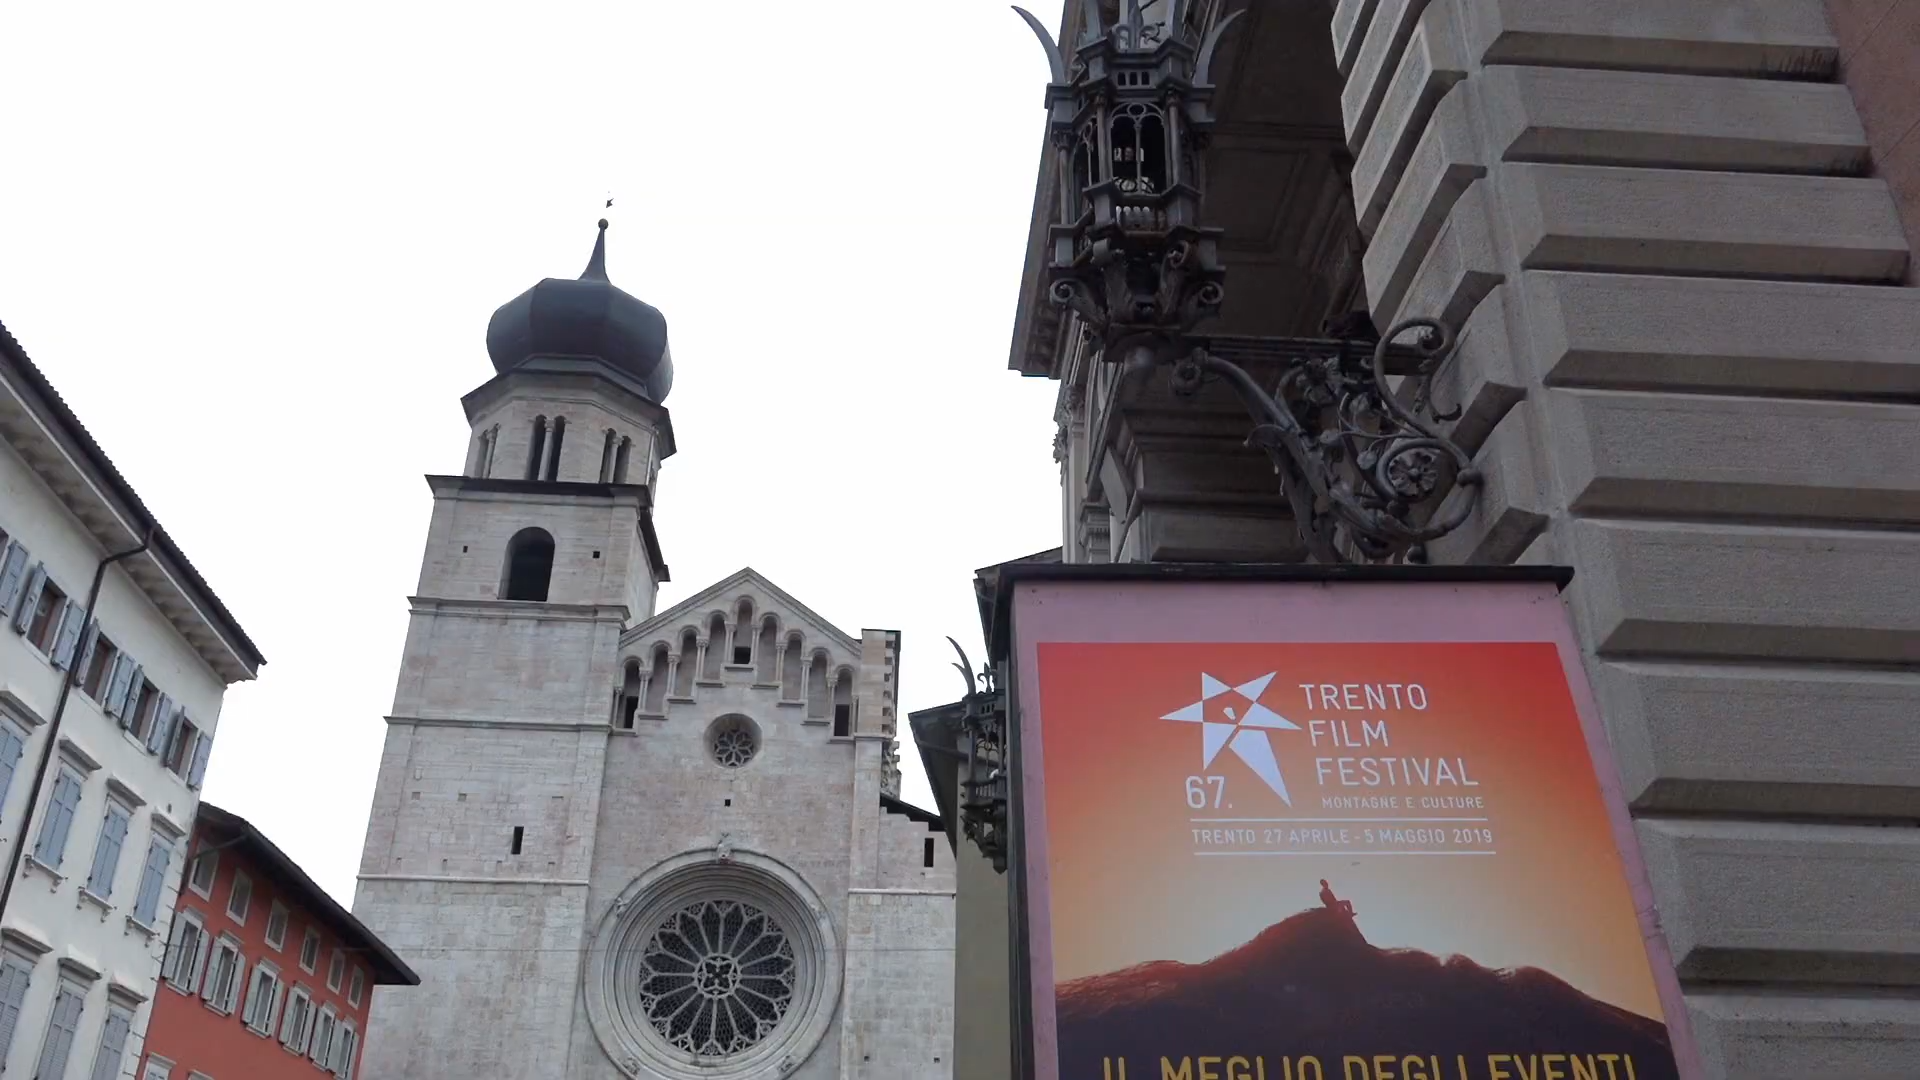 TRENTO
FILM
FESTIVAL
67.
MONTAGNE E CULTURE
TRENTO 27 APRILE - 5 MAGGIO 2019
IL MEGLIO DEGLI EVENTI